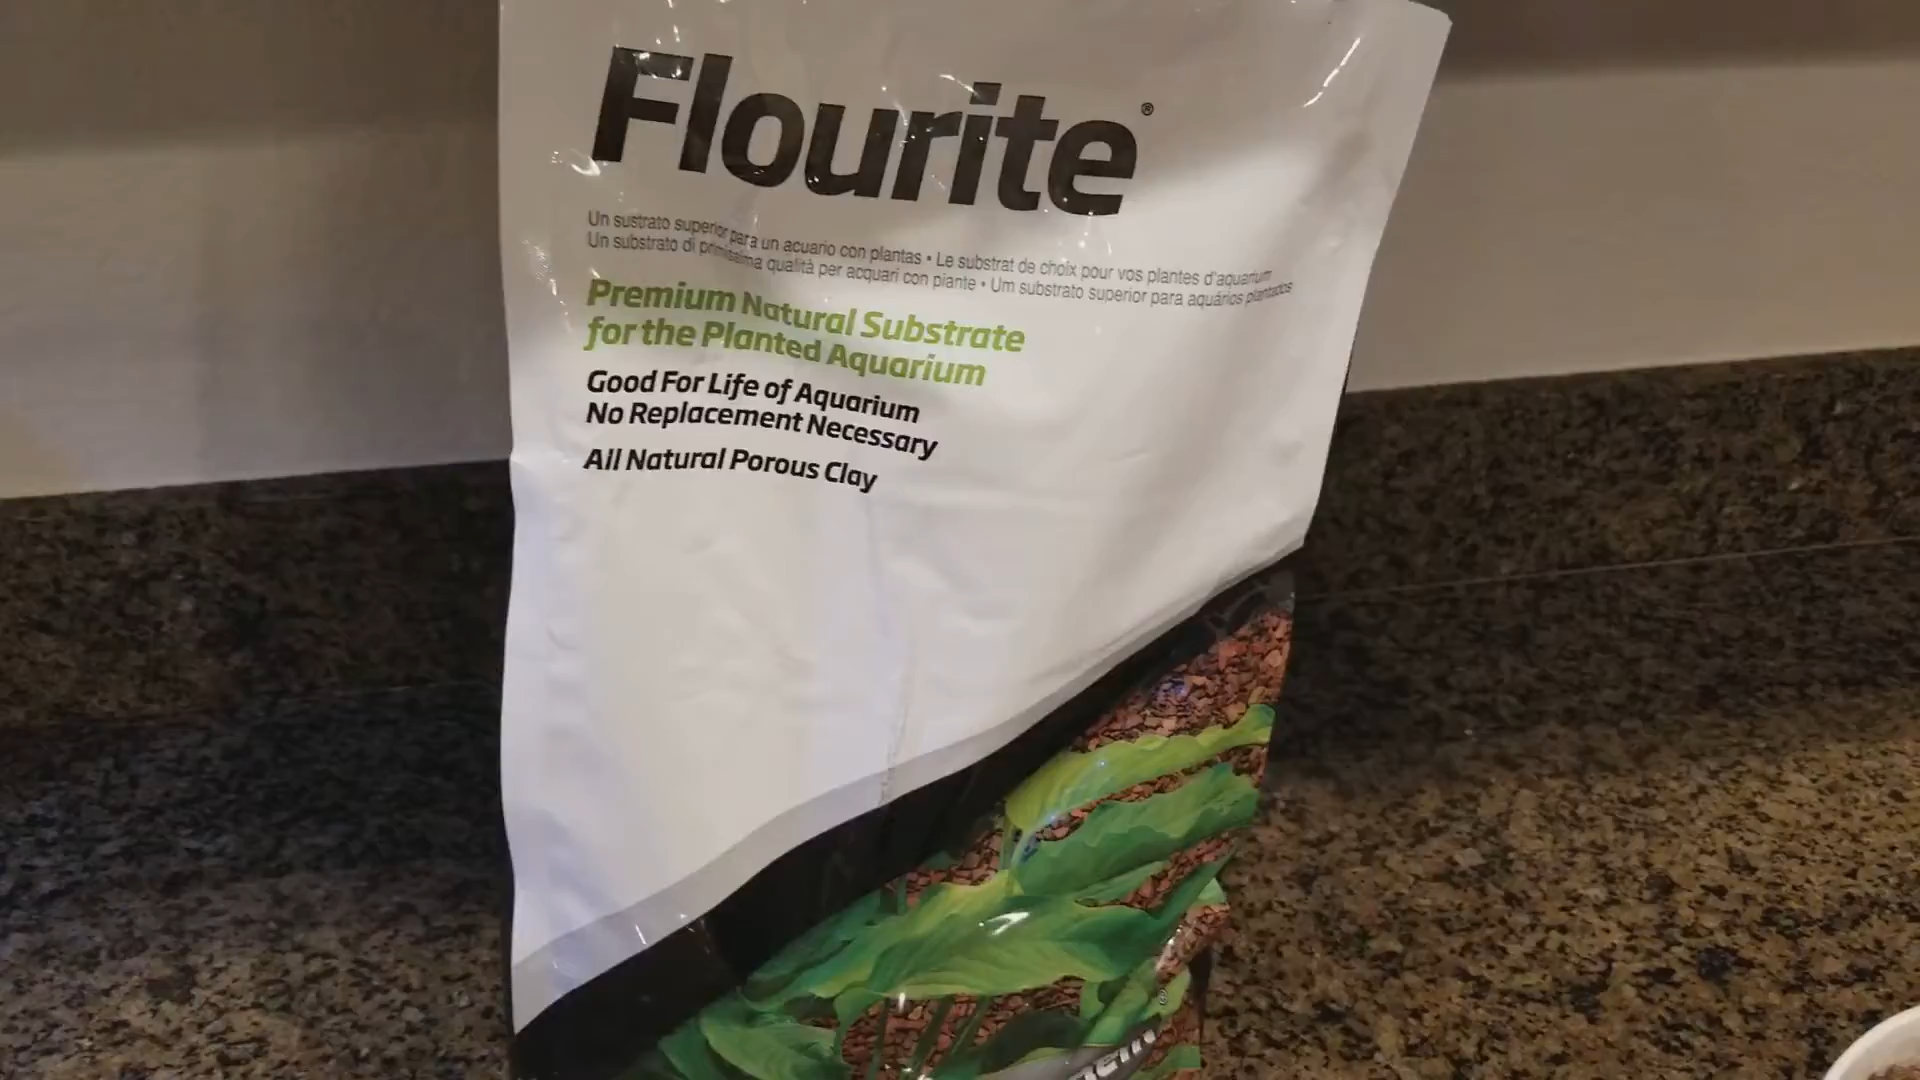 Flourite®
Un sustrato superior para un acuario con plantas • Le substrat de choix pour vos plantes d'aquarium
Un substrato di primissima qualità per acquari con piante • Um substrato superior para aquários plantados
Premium Natural Substrate
for the Planted Aquarium
Good For Life of Aquarium
No Replacement Necessary
All Natural Porous Clay